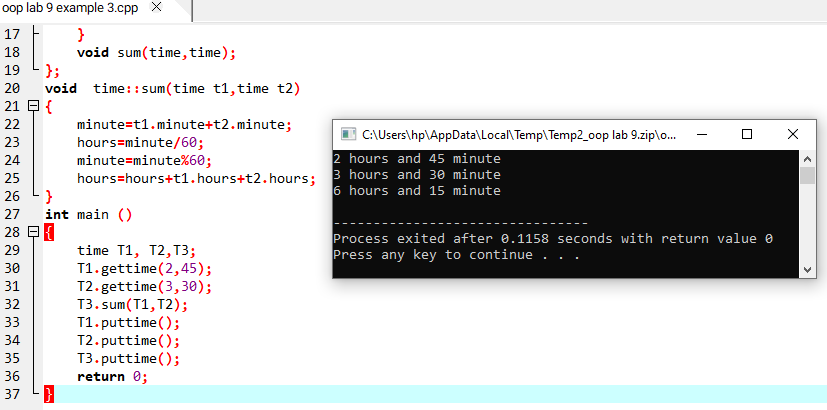 oop lab 9 example 3.cpp
17 }
18 void sum(time,time);
19 };
20 void  time::sum(time t1,time t2)
21 {
22 minute=t1.minute+t2.minute;
23 hours=minute/60;
24 minute=minute%60;
25 hours=hours+t1.hours+t2.hours;
26 }
27 int main ()
28 {
29 time T1, T2,T3;
30 T1.gettime(2,45);
31 T2.gettime(3,30);
32 T3.sum(T1,T2);
33 T1.puttime();
34 T2.puttime();
35 T3.puttime();
36 return 0;
37 }
C:\Users\hp\AppData\Local\Temp\Temp2_oop lab 9.zip\o...
2 hours and 45 minute
3 hours and 30 minute
6 hours and 15 minute
--------------------------------
Process exited after 0.1158 seconds with return value 0
Press any key to continue . . .